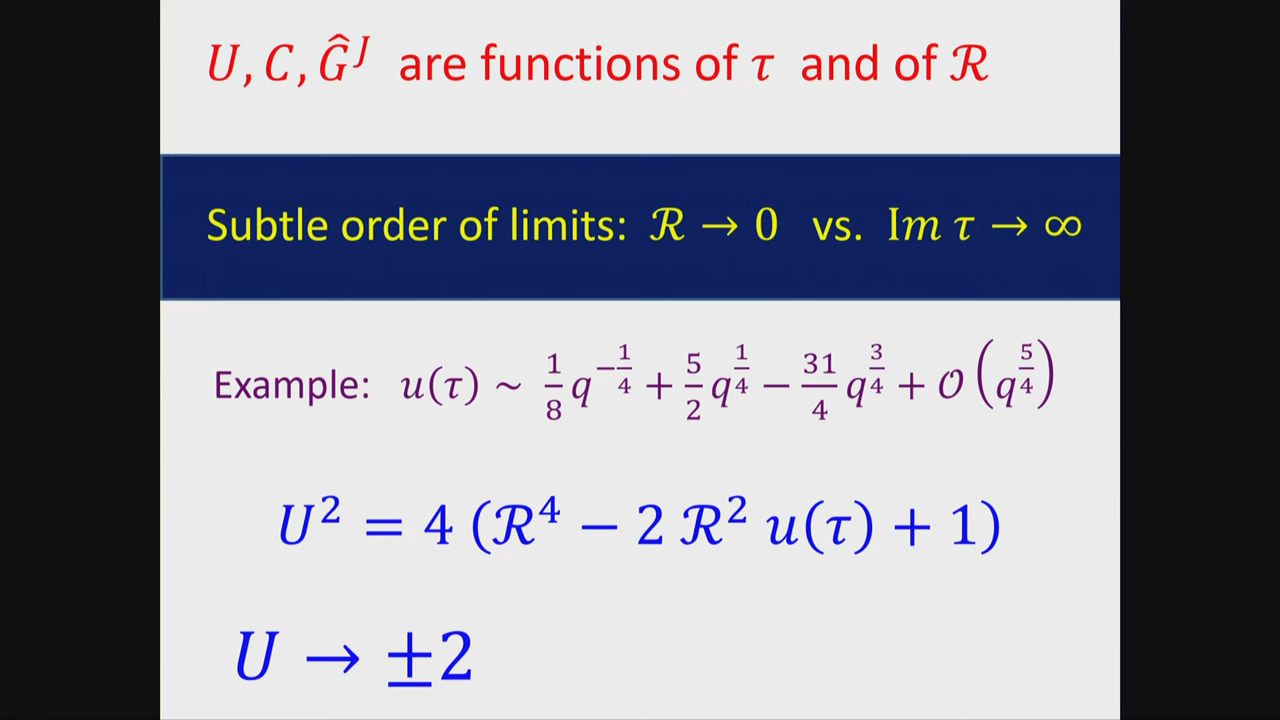 U, C, Ĝᴶ are functions of τ and of ℛ
Subtle order of limits: ℛ → 0 vs. Im τ → ∞
Example: u(τ) ~ 1/8 q^(-1/4) + 5/2 q^(1/4) − 31/4 q^(3/4) + 𝒪(q^(5/4))
U² = 4 (ℛ⁴ − 2 ℛ² u(τ) + 1)
U → ±2